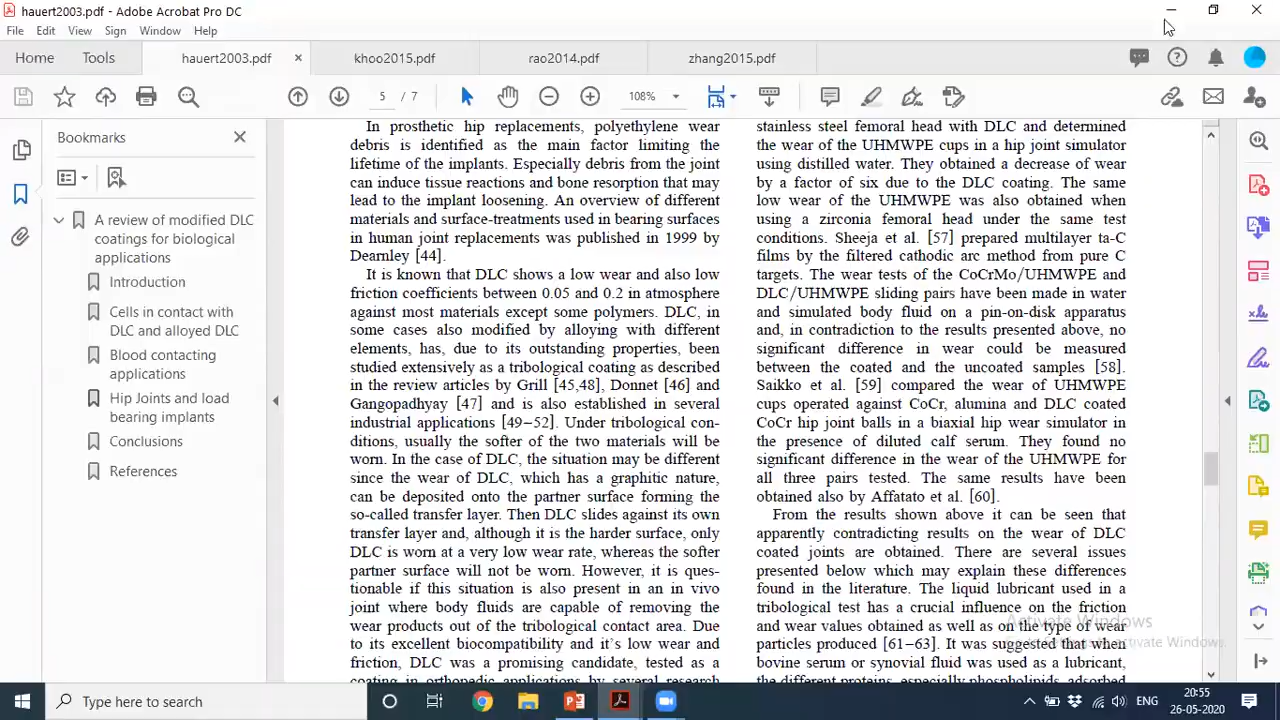 hauert2003.pdf - Adobe Acrobat Pro DC
File Edit View Sign Window Help
Home Tools hauert2003.pdf × khoo2015.pdf rao2014.pdf zhang2015.pdf
5 / 7 108%
Bookmarks
A review of modified DLC
coatings for biological
applications
Introduction
Cells in contact with
DLC and alloyed DLC
Blood contacting
applications
Hip Joints and load
bearing implants
Conclusions
References
In prosthetic hip replacements, polyethylene wear
debris is identified as the main factor limiting the
lifetime of the implants. Especially debris from the joint
can induce tissue reactions and bone resorption that may
lead to the implant loosening. An overview of different
materials and surface-treatments used in bearing surfaces
in human joint replacements was published in 1999 by
Dearnley [44].
It is known that DLC shows a low wear and also low
friction coefficients between 0.05 and 0.2 in atmosphere
against most materials except some polymers. DLC, in
some cases also modified by alloying with different
elements, has, due to its outstanding properties, been
studied extensively as a tribological coating as described
in the review articles by Grill [45,48], Donnet [46] and
Gangopadhyay [47] and is also established in several
industrial applications [49–52]. Under tribological con-
ditions, usually the softer of the two materials will be
worn. In the case of DLC, the situation may be different
since the wear of DLC, which has a graphitic nature,
can be deposited onto the partner surface forming the
so-called transfer layer. Then DLC slides against its own
transfer layer and, although it is the harder surface, only
DLC is worn at a very low wear rate, whereas the softer
partner surface will not be worn. However, it is ques-
tionable if this situation is also present in an in vivo
joint where body fluids are capable of removing the
wear products out of the tribological contact area. Due
to its excellent biocompatibility and it's low wear and
friction, DLC was a promising candidate, tested as a
coating in orthopedic applications by several research
stainless steel femoral head with DLC and determined
the wear of the UHMWPE cups in a hip joint simulator
using distilled water. They obtained a decrease of wear
by a factor of six due to the DLC coating. The same
low wear of the UHMWPE was also obtained when
using a zirconia femoral head under the same test
conditions. Sheeja et al. [57] prepared multilayer ta-C
films by the filtered cathodic arc method from pure C
targets. The wear tests of the CoCrMo/UHMWPE and
DLC/UHMWPE sliding pairs have been made in water
and simulated body fluid on a pin-on-disk apparatus
and, in contradiction to the results presented above, no
significant difference in wear could be measured
between the coated and the uncoated samples [58].
Saikko et al. [59] compared the wear of UHMWPE
cups operated against CoCr, alumina and DLC coated
CoCr hip joint balls in a biaxial hip wear simulator in
the presence of diluted calf serum. They found no
significant difference in the wear of the UHMWPE for
all three pairs tested. The same results have been
obtained also by Affatato et al. [60].
From the results shown above it can be seen that
apparently contradicting results on the wear of DLC
coated joints are obtained. There are several issues
presented below which may explain these differences
found in the literature. The liquid lubricant used in a
tribological test has a crucial influence on the friction
and wear values obtained as well as on the type of wear
particles produced [61–63]. It was suggested that when
bovine serum or synovial fluid was used as a lubricant,
the different proteins, especially phospholipids, adsorbed
Activate Windows
Go to Settings to activate Windows.
Type here to search
ENG
20:55
26-05-2020